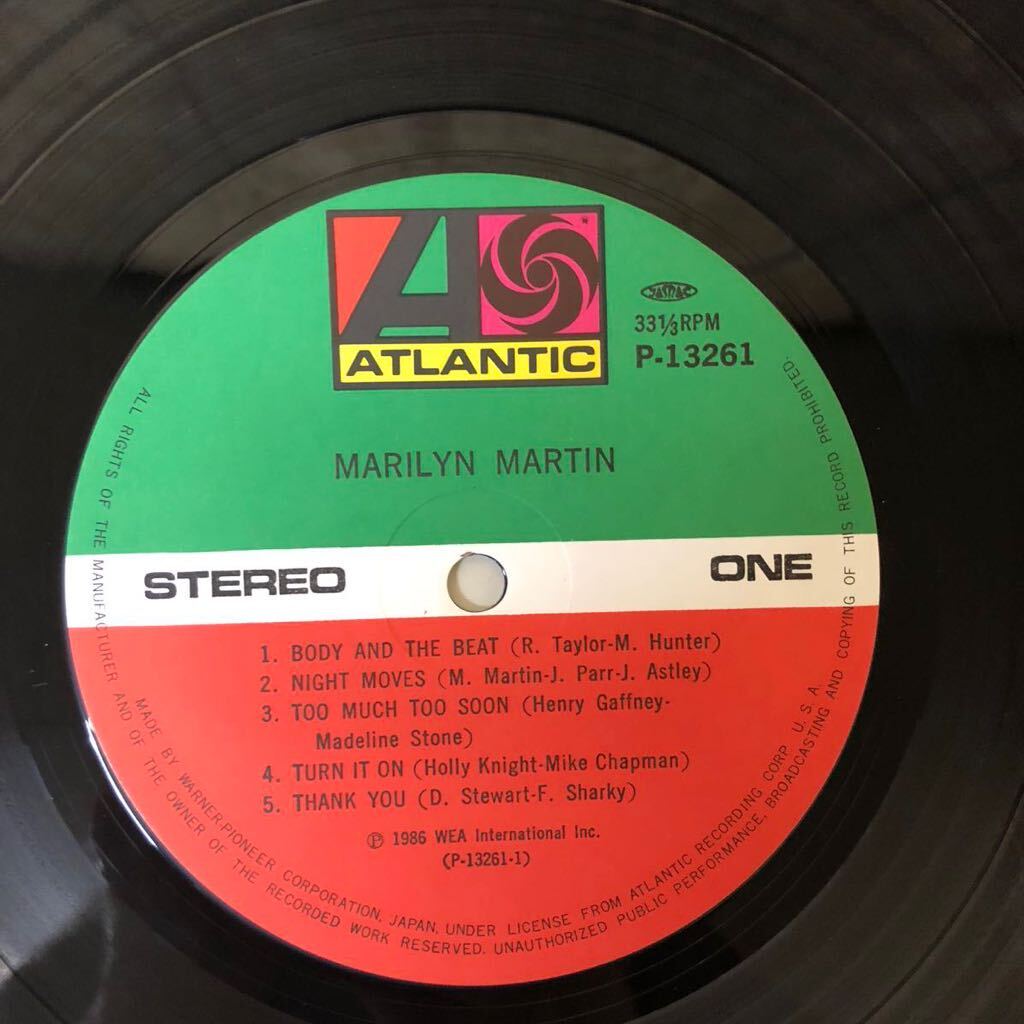 ATLANTIC
JASRAC
33⅓RPM
P-13261
MARILYN MARTIN
STEREO
ONE
1. BODY AND THE BEAT (R. Taylor-M. Hunter)
2. NIGHT MOVES (M. Martin-J. Parr-J. Astley)
3. TOO MUCH TOO SOON (Henry Gaffney-
Madeline Stone)
4. TURN IT ON (Holly Knight-Mike Chapman)
5. THANK YOU (D. Stewart-F. Sharky)
Ⓟ 1986 WEA International Inc.
(P-13261-1)
MADE BY WARNER-PIONEER CORPORATION, JAPAN, UNDER LICENSE FROM ATLANTIC RECORDING CORP. U. S. A.
ALL RIGHTS OF THE MANUFACTURER AND OF THE OWNER OF THE RECORDED WORK RESERVED. UNAUTHORIZED PUBLIC PERFORMANCE, BROADCASTING AND COPYING OF THIS RECORD PROHIBITED.